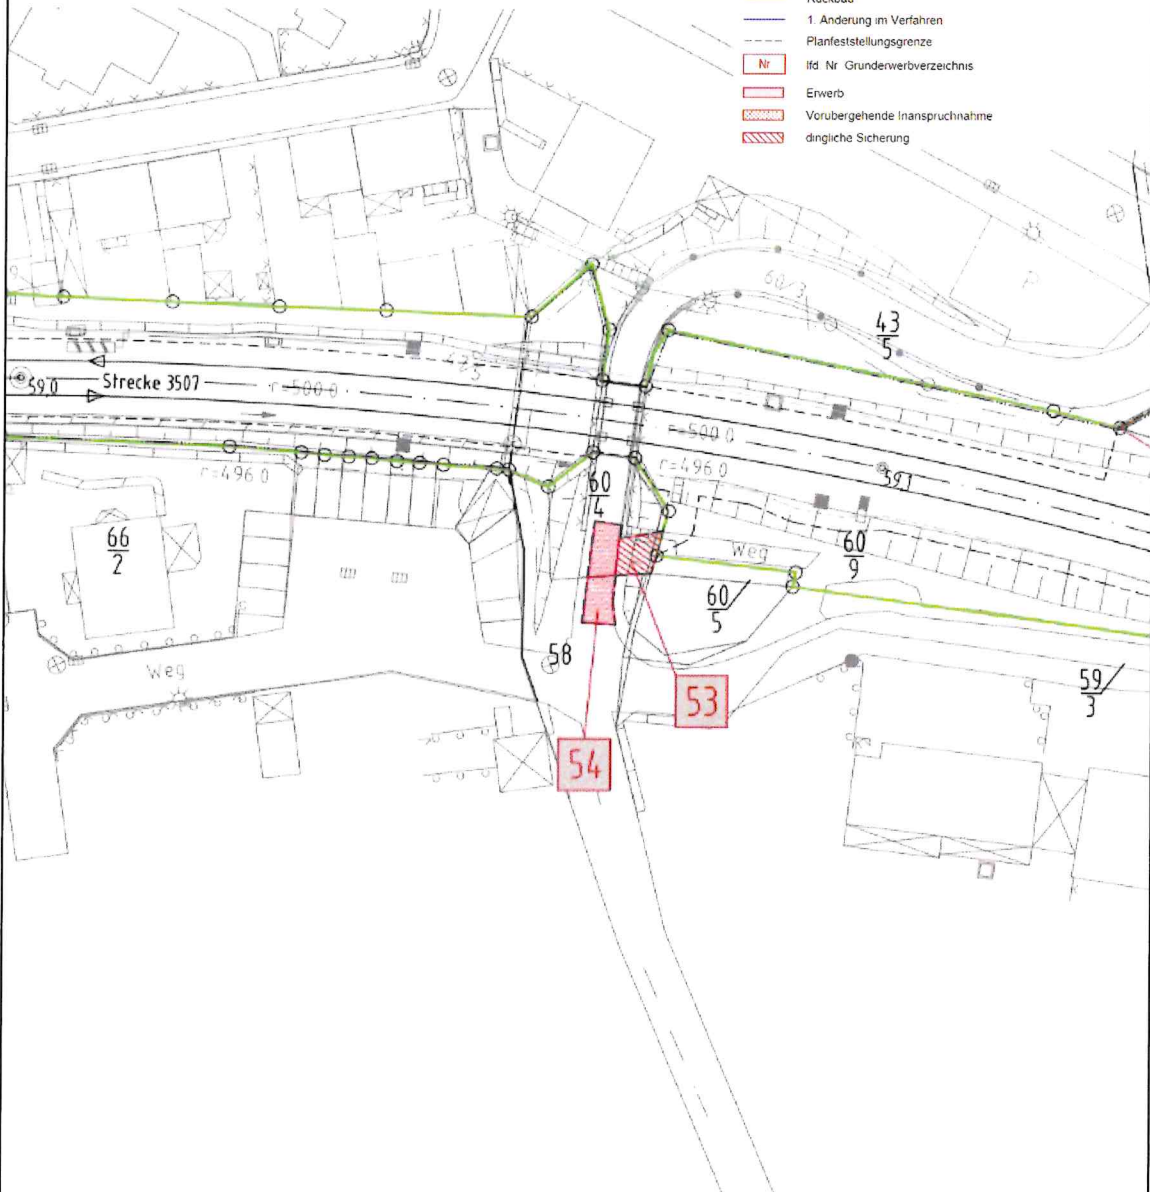 1. Änderung im Verfahren
Planfeststellungsgrenze
Nr
lfd. Nr Grunderwerbverzeichnis
Erwerb
Vorübergehende Inanspruchnahme
dingliche Sicherung
60/3
P
43
5
59,0
Strecke 3507
r=500 0
r=500 0
r=496 0
r=496 0
59,1
60
4
66
2
Weg
60
9
60
5
58
Weg
59
3
53
54